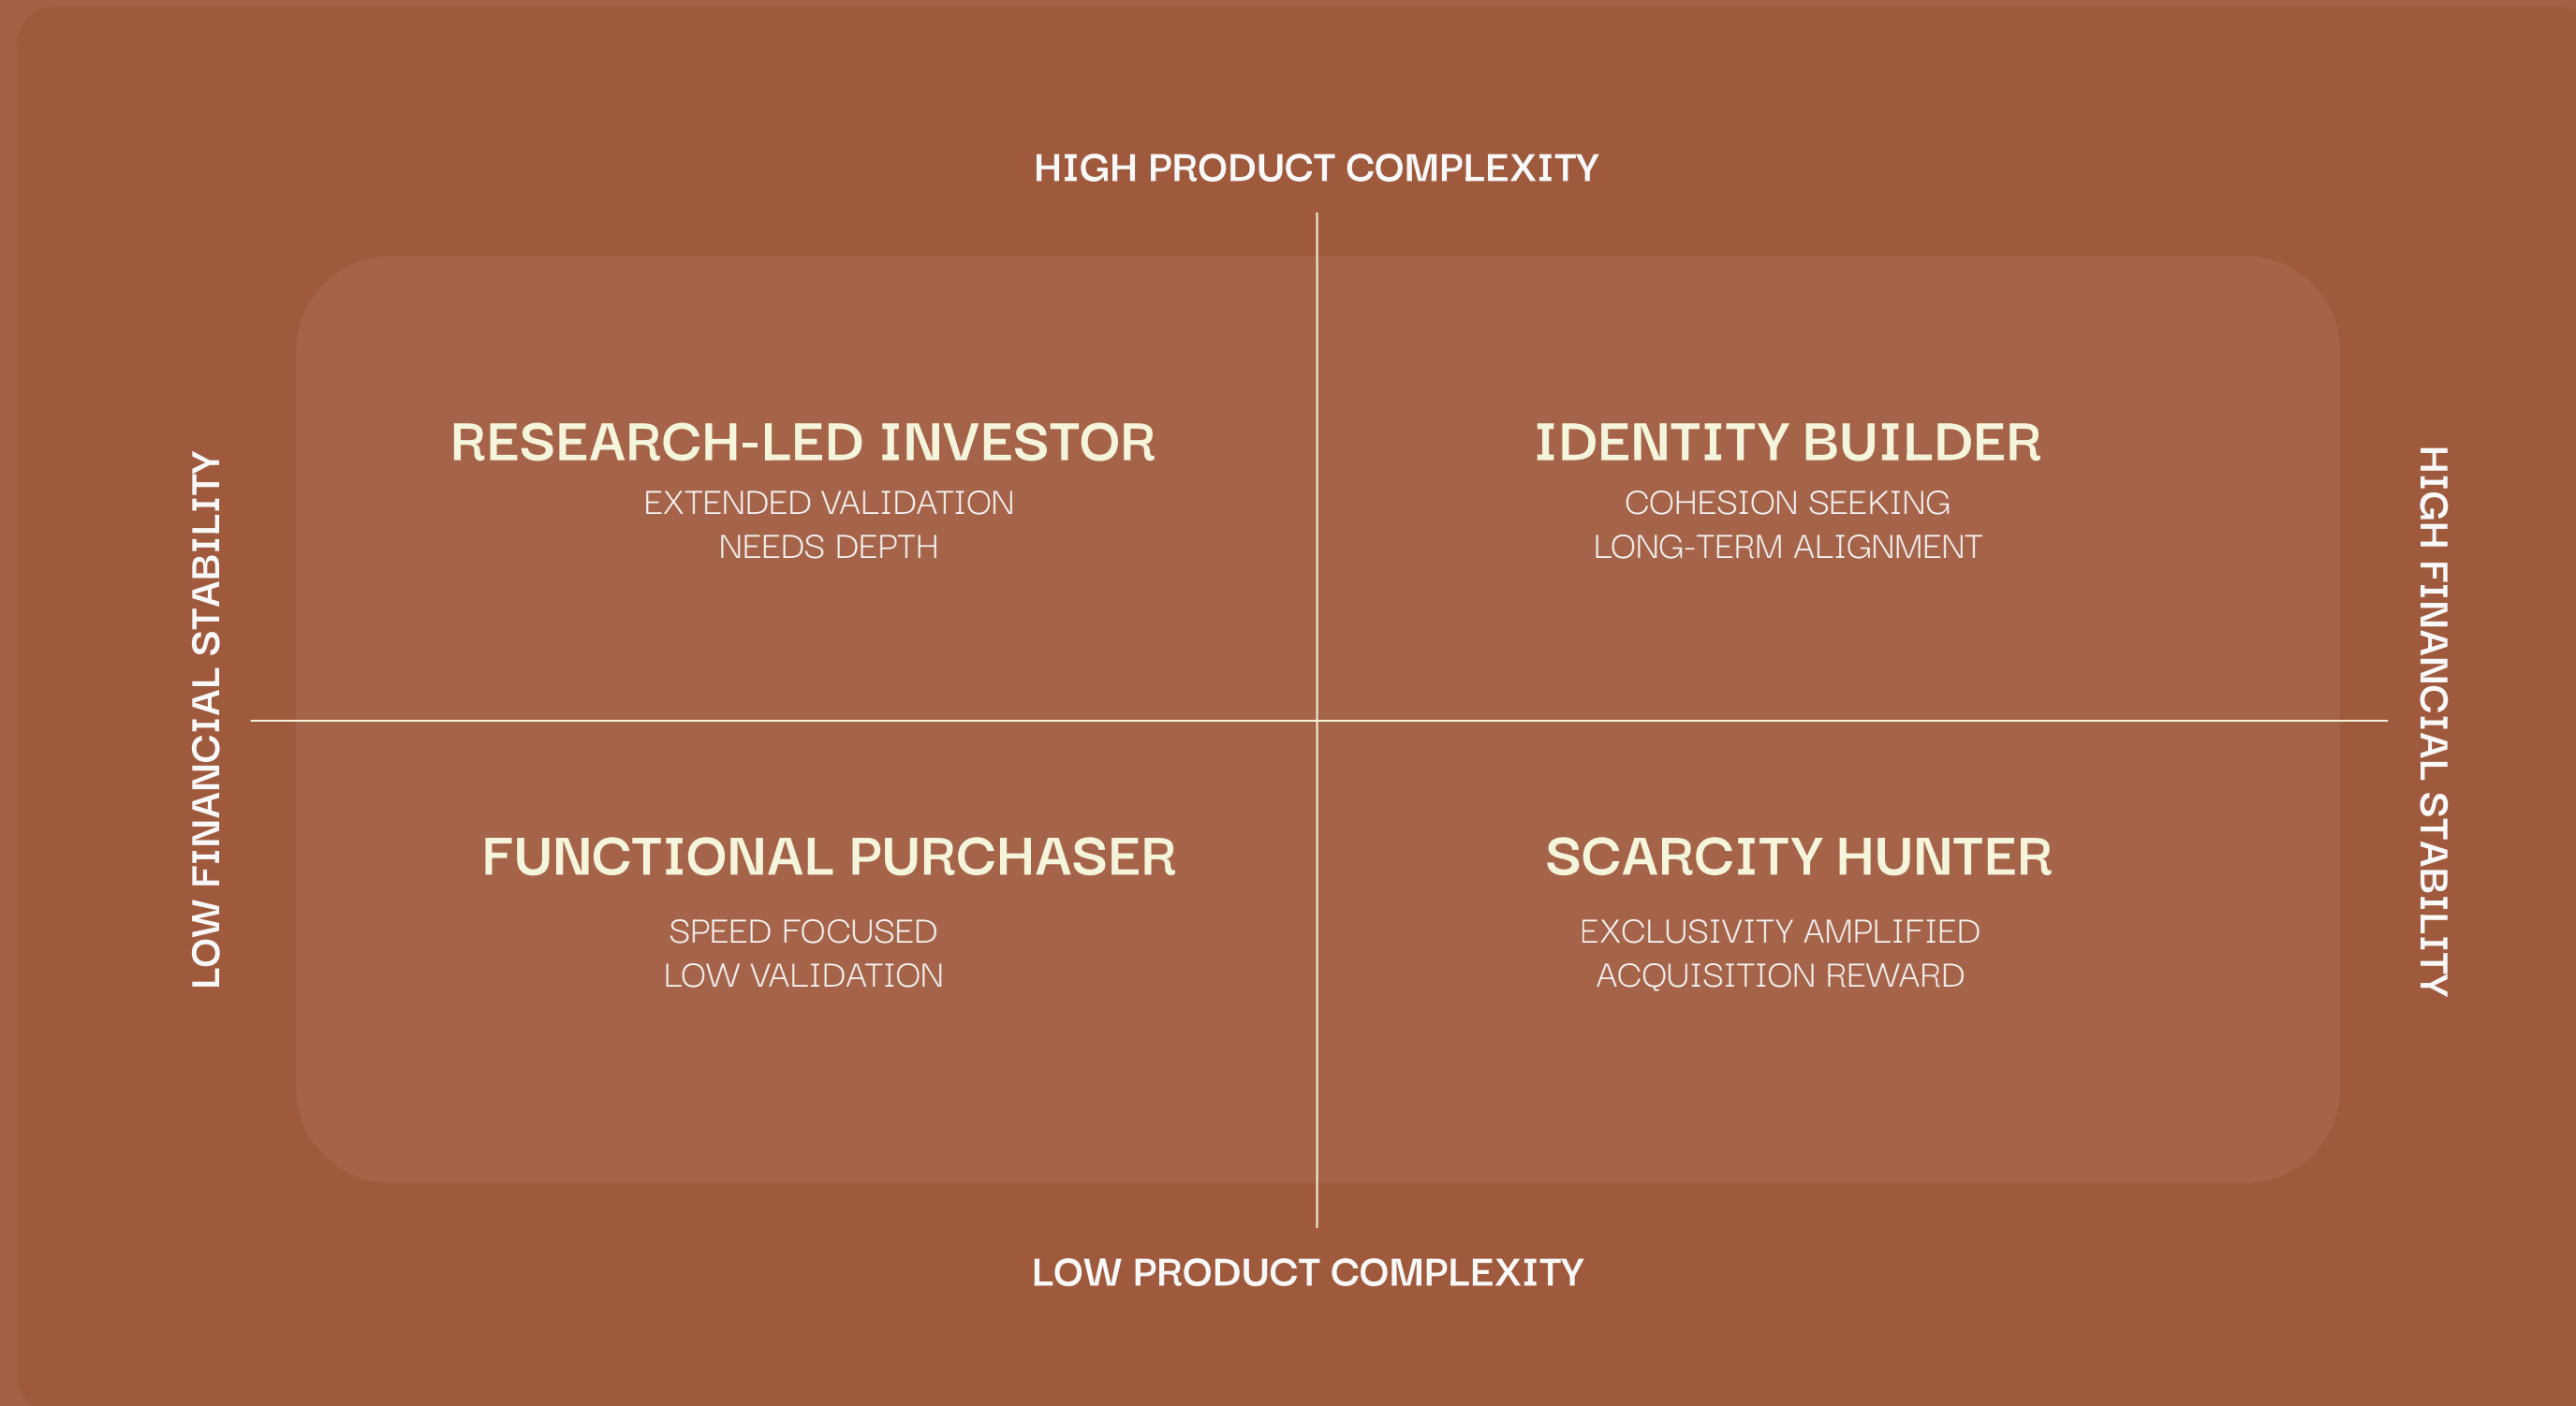 HIGH PRODUCT COMPLEXITY
LOW FINANCIAL STABILITY
RESEARCH-LED INVESTOR
EXTENDED VALIDATION
NEEDS DEPTH
IDENTITY BUILDER
COHESION SEEKING
LONG-TERM ALIGNMENT
HIGH FINANCIAL STABILITY
FUNCTIONAL PURCHASER
SPEED FOCUSED
LOW VALIDATION
SCARCITY HUNTER
EXCLUSIVITY AMPLIFIED
ACQUISITION REWARD
LOW PRODUCT COMPLEXITY